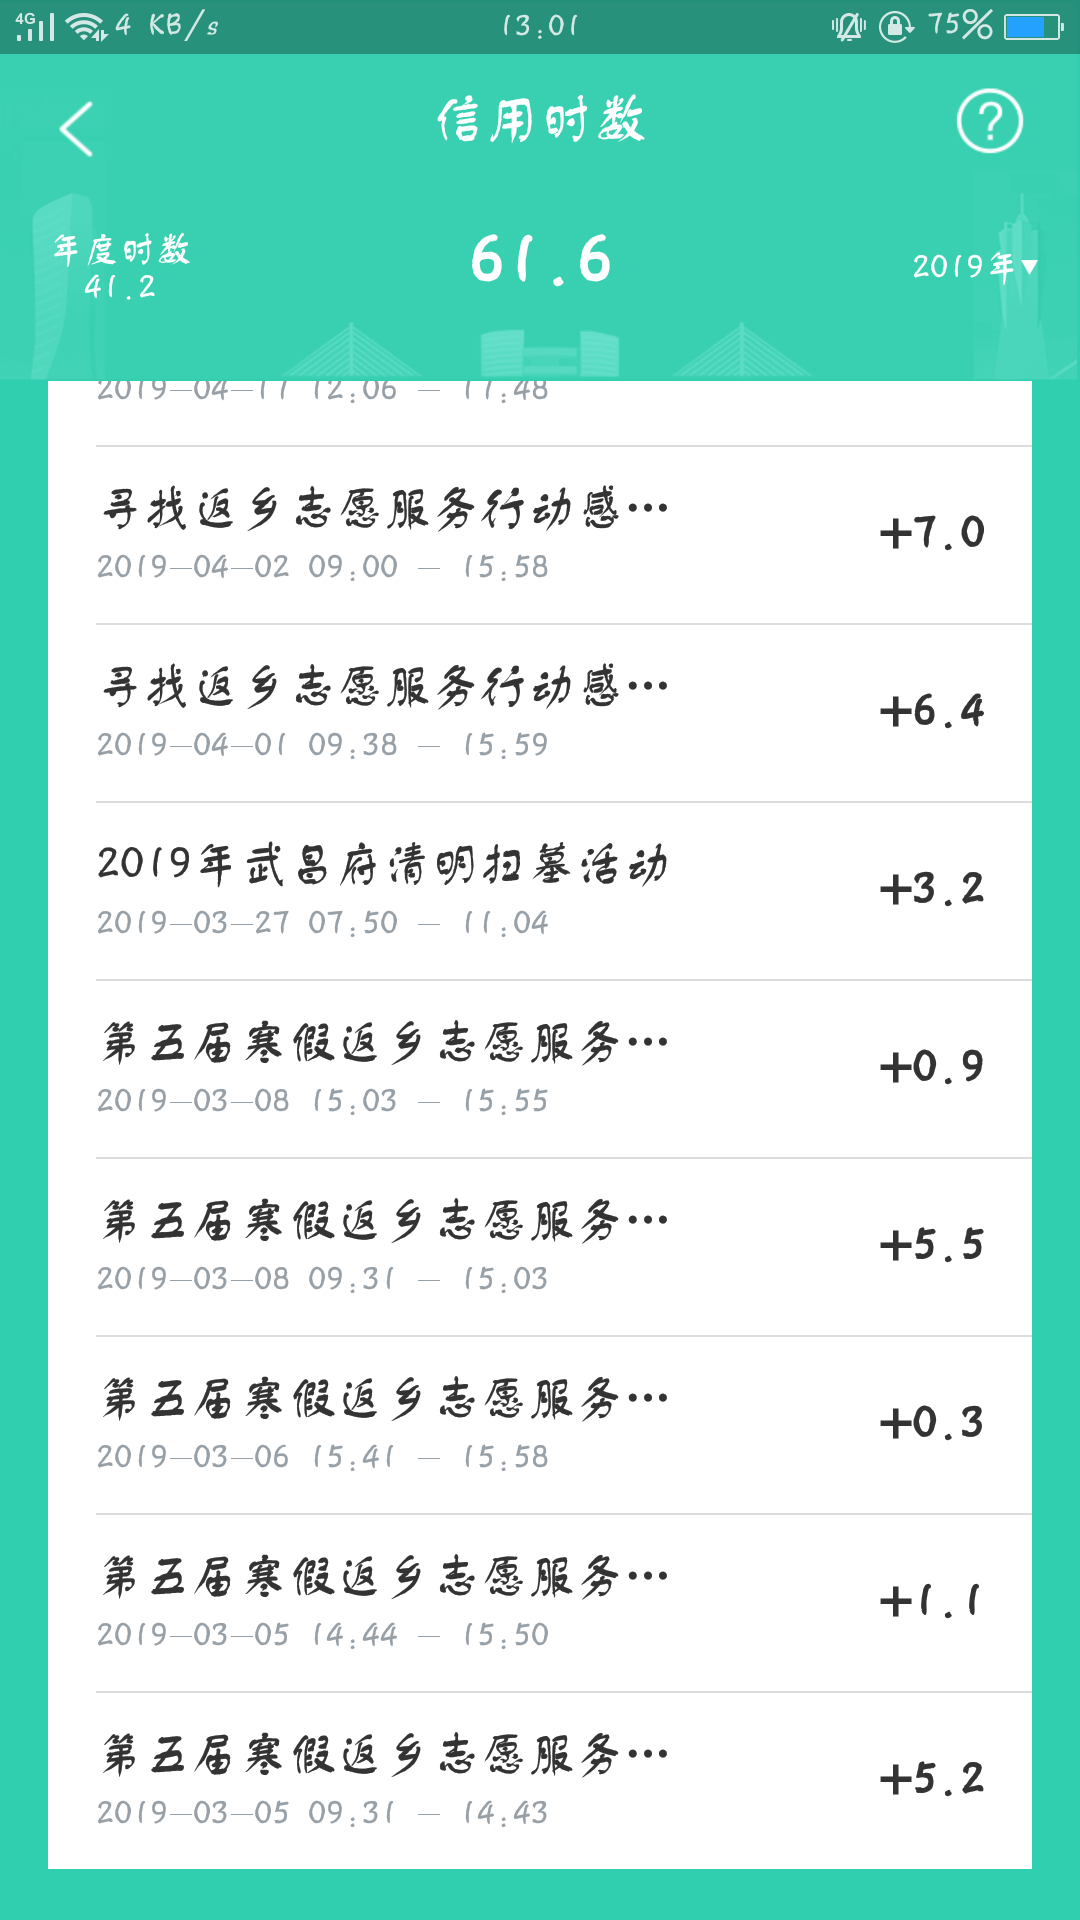 4G 4 KB/s 13:01 75%
信用时数
年度时数
41.2
61.6
2019年▼
2019-04-17 12:06 - 17:48
寻找返乡志愿服务行动感…
2019-04-02 09:00 - 15:58
+7.0
寻找返乡志愿服务行动感…
2019-04-01 09:38 - 15:59
+6.4
2019年武昌府清明扫墓活动
2019-03-27 07:50 - 11:04
+3.2
第五届寒假返乡志愿服务…
2019-03-08 15:03 - 15:55
+0.9
第五届寒假返乡志愿服务…
2019-03-08 09:31 - 15:03
+5.5
第五届寒假返乡志愿服务…
2019-03-06 15:41 - 15:58
+0.3
第五届寒假返乡志愿服务…
2019-03-05 14:44 - 15:50
+1.1
第五届寒假返乡志愿服务…
2019-03-05 09:31 - 14:43
+5.2